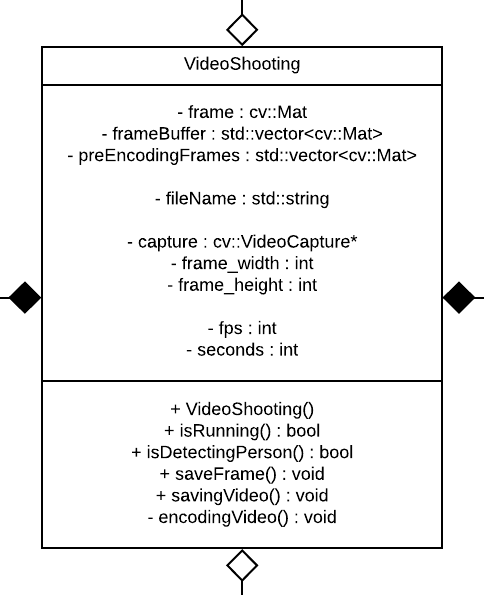 VideoShooting
- frame : cv::Mat
- frameBuffer : std::vector<cv::Mat>
- preEncodingFrames : std::vector<cv::Mat>
- fileName : std::string
- capture : cv::VideoCapture*
- frame_width : int
- frame_height : int
- fps : int
- seconds : int
+ VideoShooting()
+ isRunning() : bool
+ isDetectingPerson() : bool
+ saveFrame() : void
+ savingVideo() : void
- encodingVideo() : void